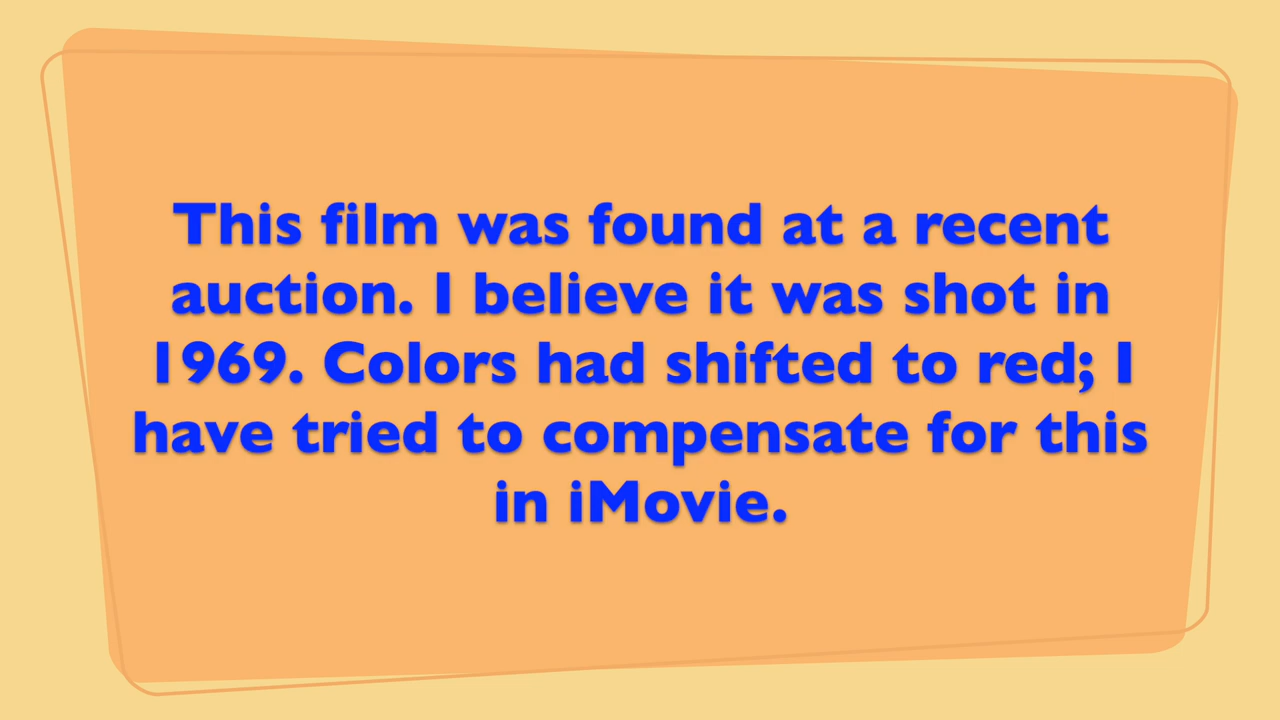 This film was found at a recent
auction. I believe it was shot in
1969. Colors had shifted to red; I
have tried to compensate for this
in iMovie.